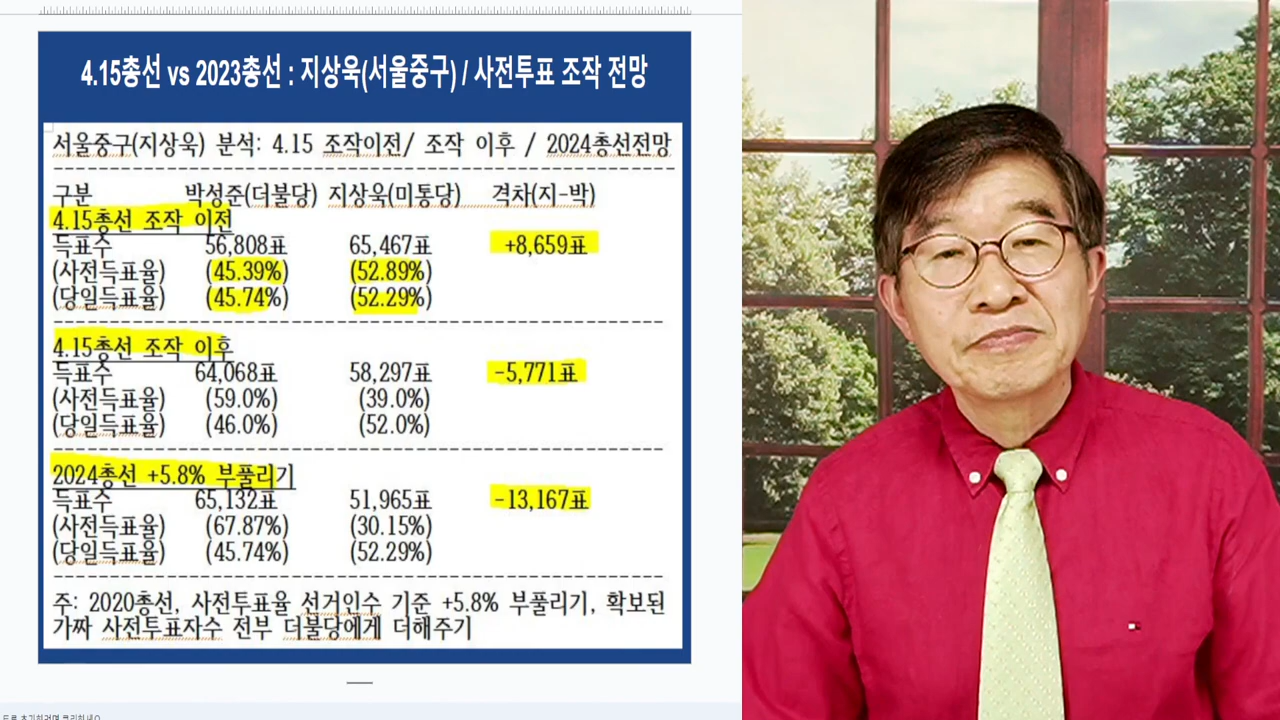 4.15총선 vs 2023총선 : 지상욱(서울중구) / 사전투표 조작 전망
서울중구(지상욱) 분석: 4.15 조작이전/ 조작 이후 / 2024총선전망
구분 박성준(더불당) 지상욱(미통당) 격차(지-박)
4.15총선 조작 이전
득표수 56,808표 65,467표 +8,659표
(사전득표율) (45.39%) (52.89%)
(당일득표율) (45.74%) (52.29%)
4.15총선 조작 이후
득표수 64,068표 58,297표 -5,771표
(사전득표율) (59.0%) (39.0%)
(당일득표율) (46.0%) (52.0%)
2024총선 +5.8% 부풀리기
득표수 65,132표 51,965표 -13,167표
(사전득표율) (67.87%) (30.15%)
(당일득표율) (45.74%) (52.29%)
주: 2020총선, 사전투표율 선거인수 기준 +5.8% 부풀리기, 확보된
가짜 사전투표자수 전부 더불당에게 더해주기